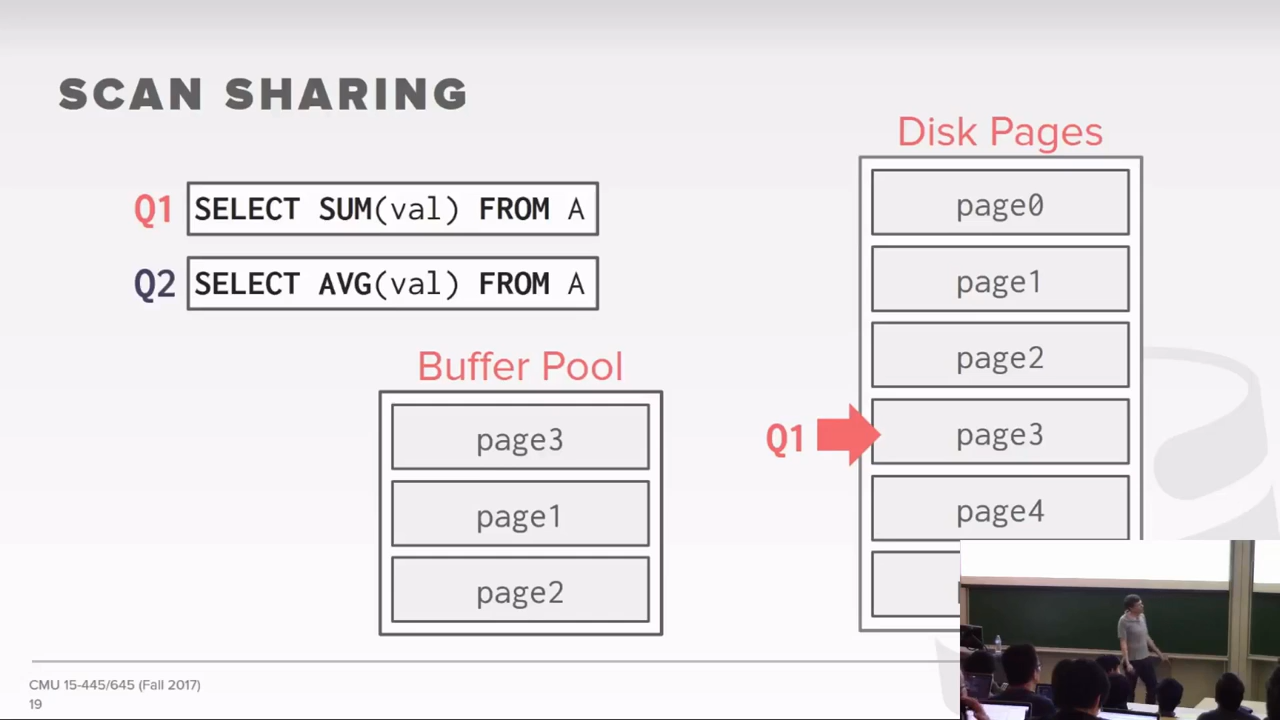 SCAN SHARING
Q1 SELECT SUM(val) FROM A
Q2 SELECT AVG(val) FROM A
Buffer Pool
page3
page1
page2
Disk Pages
page0
page1
page2
Q1 page3
page4
CMU 15-445/645 (Fall 2017)
19